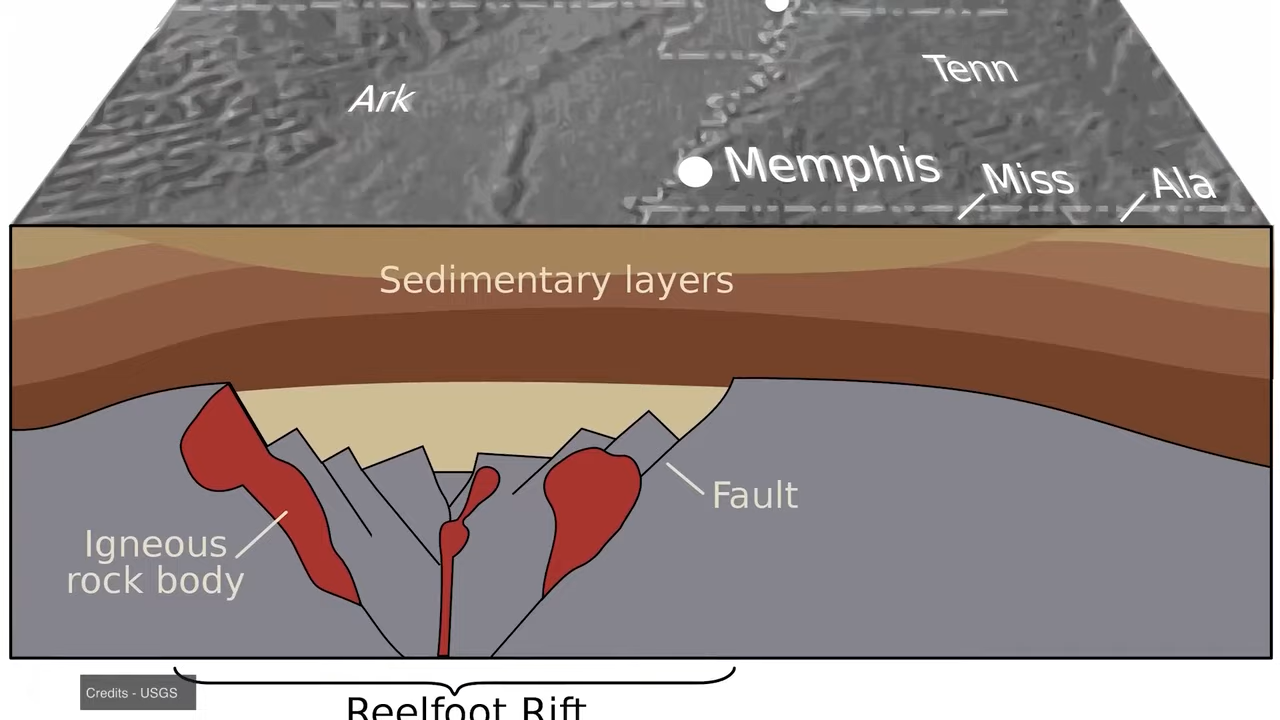 Ark
Tenn
Memphis
Miss
Ala
Sedimentary layers
Fault
Igneous
rock body
Credits - USGS
Reelfoot Rift